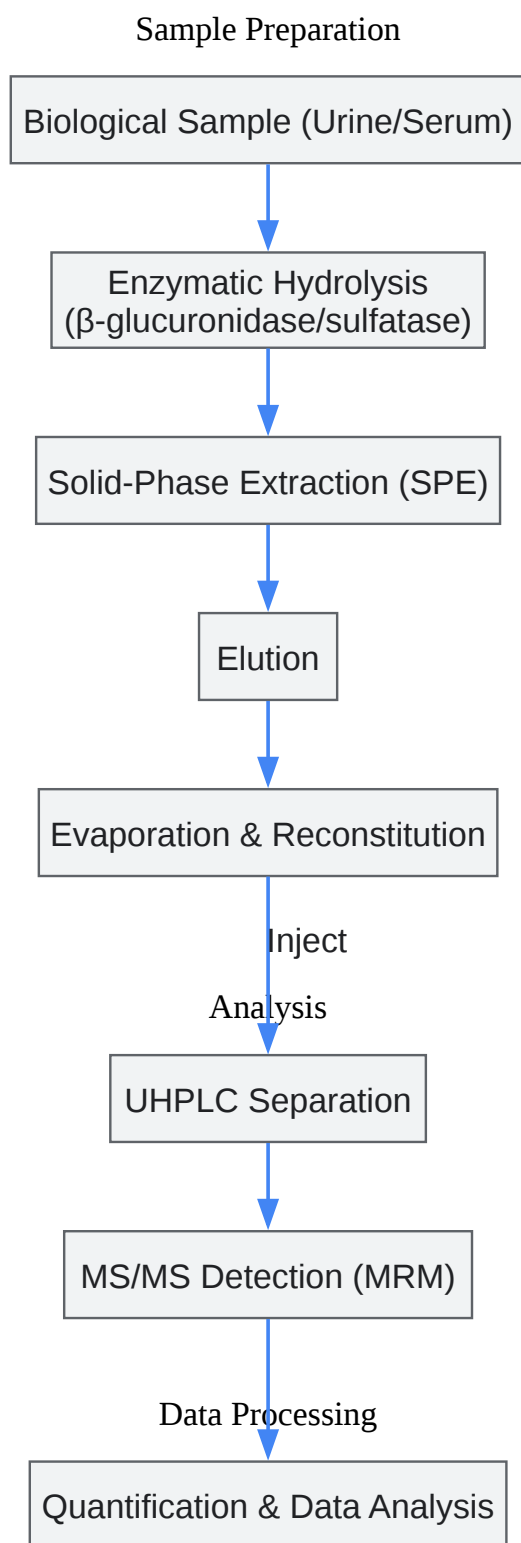 Sample Preparation
Biological Sample (Urine/Serum)
Enzymatic Hydrolysis
(β-glucuronidase/sulfatase)
Solid-Phase Extraction (SPE)
Elution
Evaporation & Reconstitution
Inject
Analysis
UHPLC Separation
MS/MS Detection (MRM)
Data Processing
Quantification & Data Analysis